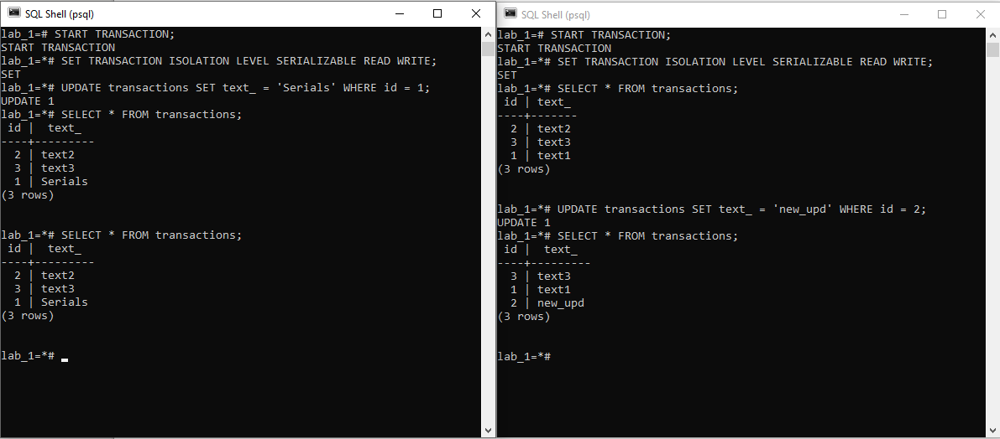 SQL Shell (psql)
lab_1=# START TRANSACTION;
START TRANSACTION
lab_1=*# SET TRANSACTION ISOLATION LEVEL SERIALIZABLE READ WRITE;
SET
lab_1=*# UPDATE transactions SET text_ = 'Serials' WHERE id = 1;
UPDATE 1
lab_1=*# SELECT * FROM transactions;
 id |  text_
----+---------
  2 | text2
  3 | text3
  1 | Serials
(3 rows)
lab_1=*# SELECT * FROM transactions;
 id |  text_
----+---------
  2 | text2
  3 | text3
  1 | Serials
(3 rows)
lab_1=*#
SQL Shell (psql)
lab_1=# START TRANSACTION;
START TRANSACTION
lab_1=*# SET TRANSACTION ISOLATION LEVEL SERIALIZABLE READ WRITE;
SET
lab_1=*# SELECT * FROM transactions;
 id | text_
----+-------
  2 | text2
  3 | text3
  1 | text1
(3 rows)
lab_1=*# UPDATE transactions SET text_ = 'new_upd' WHERE id = 2;
UPDATE 1
lab_1=*# SELECT * FROM transactions;
 id |  text_
----+---------
  3 | text3
  1 | text1
  2 | new_upd
(3 rows)
lab_1=*#